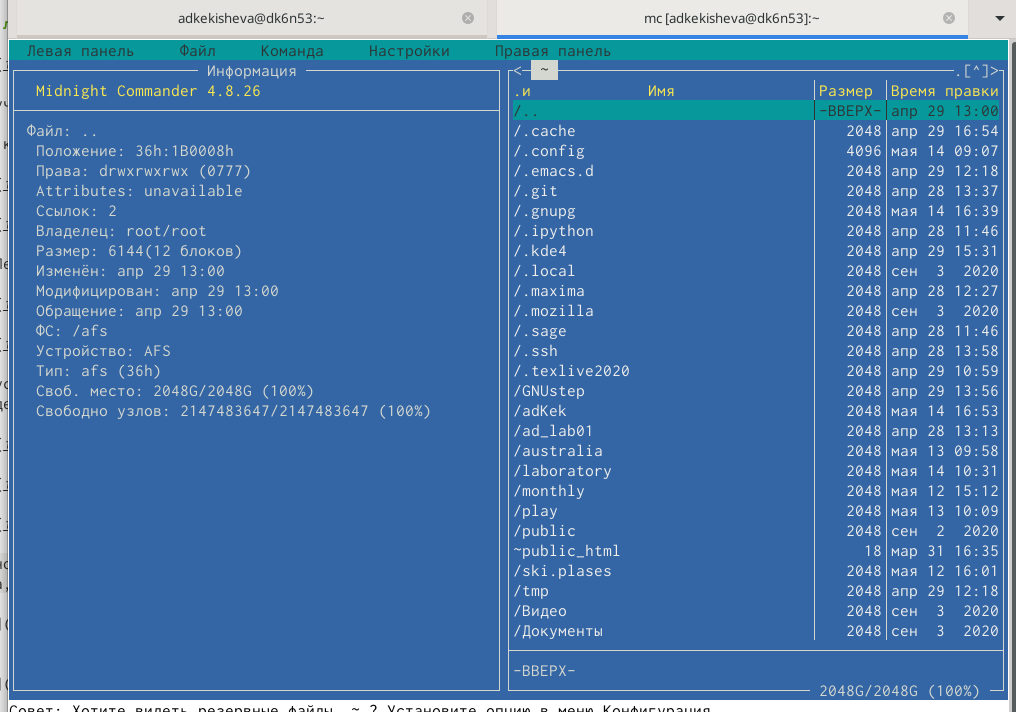 adkekisheva@dk6n53:~
mc [adkekisheva@dk6n53]:~
Левая панель Файл Команда Настройки Правая панель
Информация
Midnight Commander 4.8.26
Файл: ..
Положение: 36h:1B0008h
Права: drwxrwxrwx (0777)
Attributes: unavailable
Ссылок: 2
Владелец: root/root
Размер: 6144(12 блоков)
Изменён: апр 29 13:00
Модифицирован: апр 29 13:00
Обращение: апр 29 13:00
ФС: /afs
Устройство: AFS
Тип: afs (36h)
Своб. место: 2048G/2048G (100%)
Свободно узлов: 2147483647/2147483647 (100%)
<─ ~ .[^]>
.и Имя Размер Время правки
/.. -ВВЕРХ- апр 29 13:00
/.cache 2048 апр 29 16:54
/.config 4096 мая 14 09:07
/.emacs.d 2048 апр 29 12:18
/.git 2048 апр 28 13:37
/.gnupg 2048 мая 14 16:39
/.ipython 2048 апр 28 11:46
/.kde4 2048 апр 29 15:31
/.local 2048 сен 3 2020
/.maxima 2048 апр 28 12:27
/.mozilla 2048 сен 3 2020
/.sage 2048 апр 28 11:46
/.ssh 2048 апр 28 13:58
/.texlive2020 2048 апр 29 10:59
/GNUstep 2048 апр 29 13:56
/adKek 2048 мая 14 16:53
/ad_lab01 2048 апр 28 13:13
/australia 2048 мая 13 09:58
/laboratory 2048 мая 14 10:31
/monthly 2048 мая 12 15:12
/play 2048 мая 13 10:09
/public 2048 сен 2 2020
~public_html 18 мар 31 16:35
/ski.plases 2048 мая 12 16:01
/tmp 2048 апр 29 12:18
/Видео 2048 сен 3 2020
/Документы 2048 сен 3 2020
-ВВЕРХ-
2048G/2048G (100%)
Совет: Хотите видеть резервные файлы .~ ? Установите опцию в меню Конфигурация.